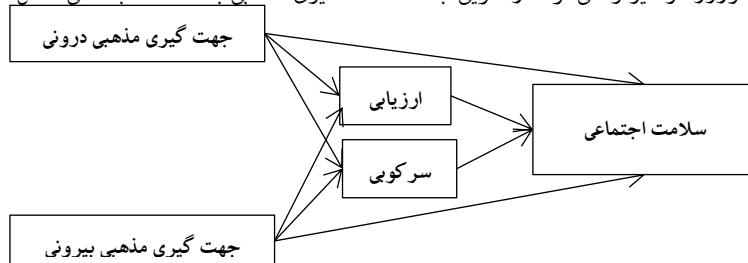 جهت گیری مذهبی درونی
ارزیابی
سلامت اجتماعی
سرکوبی
جهت گیری مذهبی بیرونی